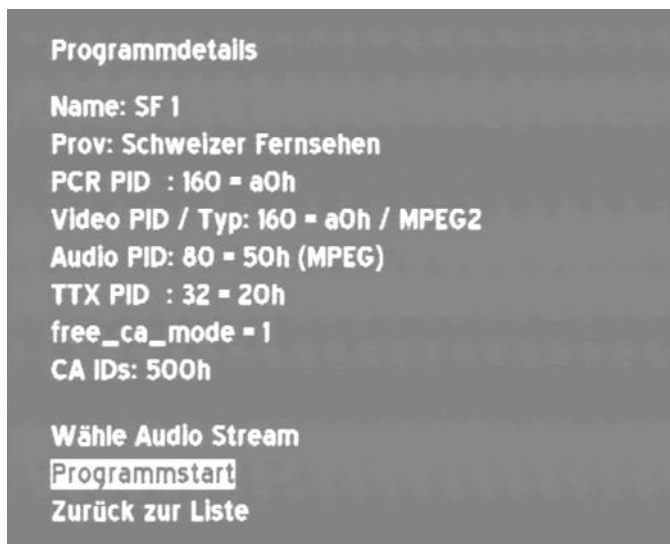 Programmdetails
Name: SF 1
Prov: Schweizer Fernsehen
PCR PID : 160 = a0h
Video PID / Typ: 160 = a0h / MPEG2
Audio PID: 80 = 50h (MPEG)
TTX PID : 32 = 20h
free_ca_mode = 1
CA IDs: 500h
Wähle Audio Stream
Programmstart
Zurück zur Liste